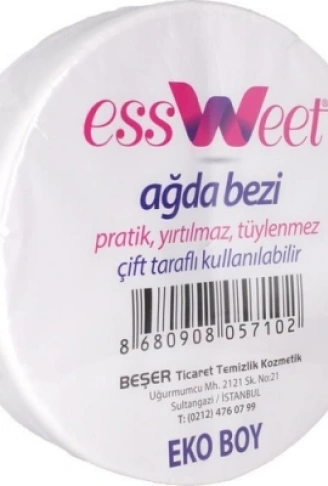 essWeet
ağda bezi
pratik, yırtılmaz, tüylenmez
çift taraflı kullanılabilir
8 680908 057102
BEŞER Ticaret Temizlik Kozmetik
Uğurmumcu Mh. 2121 Sk. No:21
Sultangazi / İSTANBUL
T: (0212) 476 07 99
EKO BOY